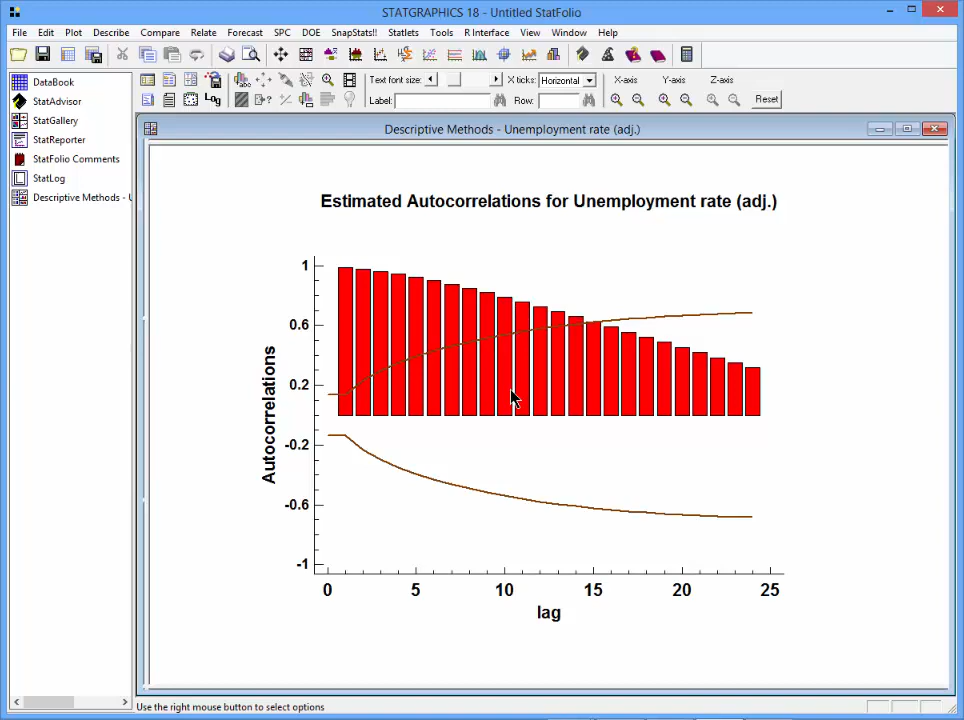 STATGRAPHICS 18 - Untitled StatFolio
File Edit Plot Describe Compare Relate Forecast SPC DOE SnapStats!! Statlets Tools R Interface View Window Help
Text font size: X ticks: Horizontal X-axis Y-axis Z-axis
Log Label: Row: Reset
DataBook
StatAdvisor
StatGallery
StatReporter
StatFolio Comments
StatLog
Descriptive Methods - U
Descriptive Methods - Unemployment rate (adj.)
Estimated Autocorrelations for Unemployment rate (adj.)
1
0.6
0.2
-0.2
-0.6
-1
Autocorrelations
0 5 10 15 20 25
lag
Use the right mouse button to select options